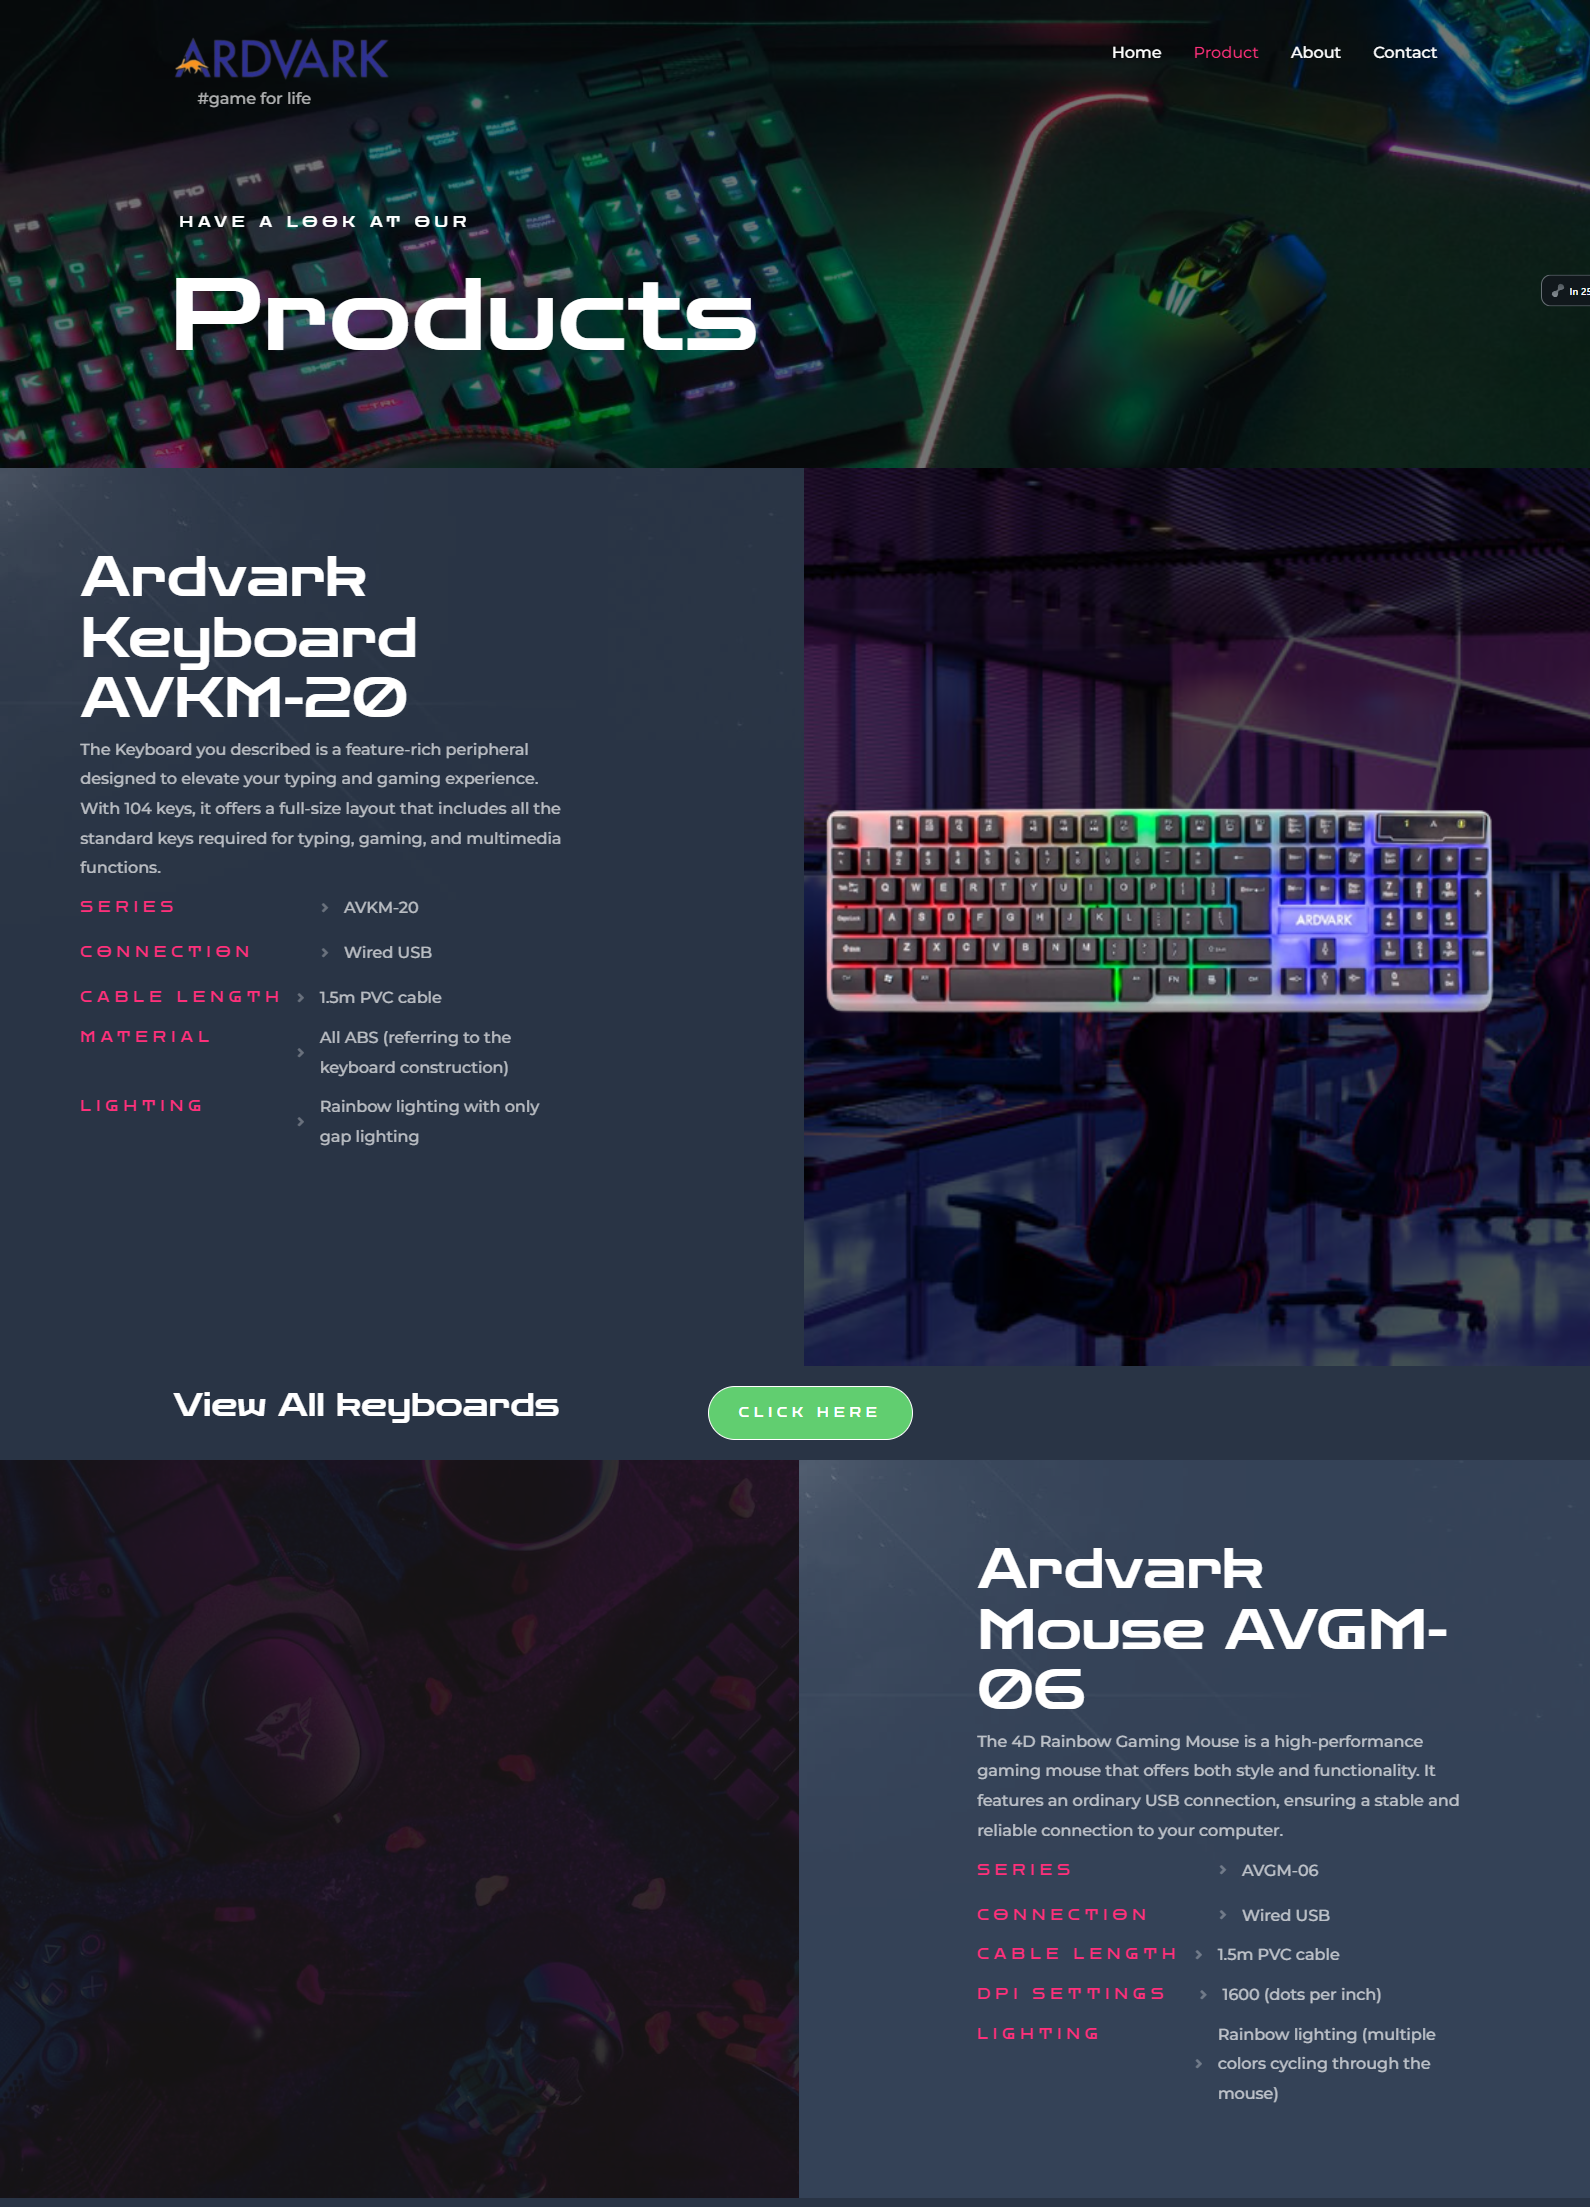 ARDVARK
#game for life
Home
Product
About
Contact
HAVE A LOOK AT OUR
Products
In 25
Ardvark
Keyboard
AVKM-20
The Keyboard you described is a feature-rich peripheral
designed to elevate your typing and gaming experience.
With 104 keys, it offers a full-size layout that includes all the
standard keys required for typing, gaming, and multimedia
functions.
SERIES
AVKM-20
CONNECTION
Wired USB
CABLE LENGTH
1.5m PVC cable
MATERIAL
All ABS (referring to the
keyboard construction)
LIGHTING
Rainbow lighting with only
gap lighting
ARDVARK
View All keyboards
CLICK HERE
Ardvark
Mouse AVGM-
06
The 4D Rainbow Gaming Mouse is a high-performance
gaming mouse that offers both style and functionality. It
features an ordinary USB connection, ensuring a stable and
reliable connection to your computer.
SERIES
AVGM-06
CONNECTION
Wired USB
CABLE LENGTH
1.5m PVC cable
DPI SETTINGS
1600 (dots per inch)
LIGHTING
Rainbow lighting (multiple
colors cycling through the
mouse)